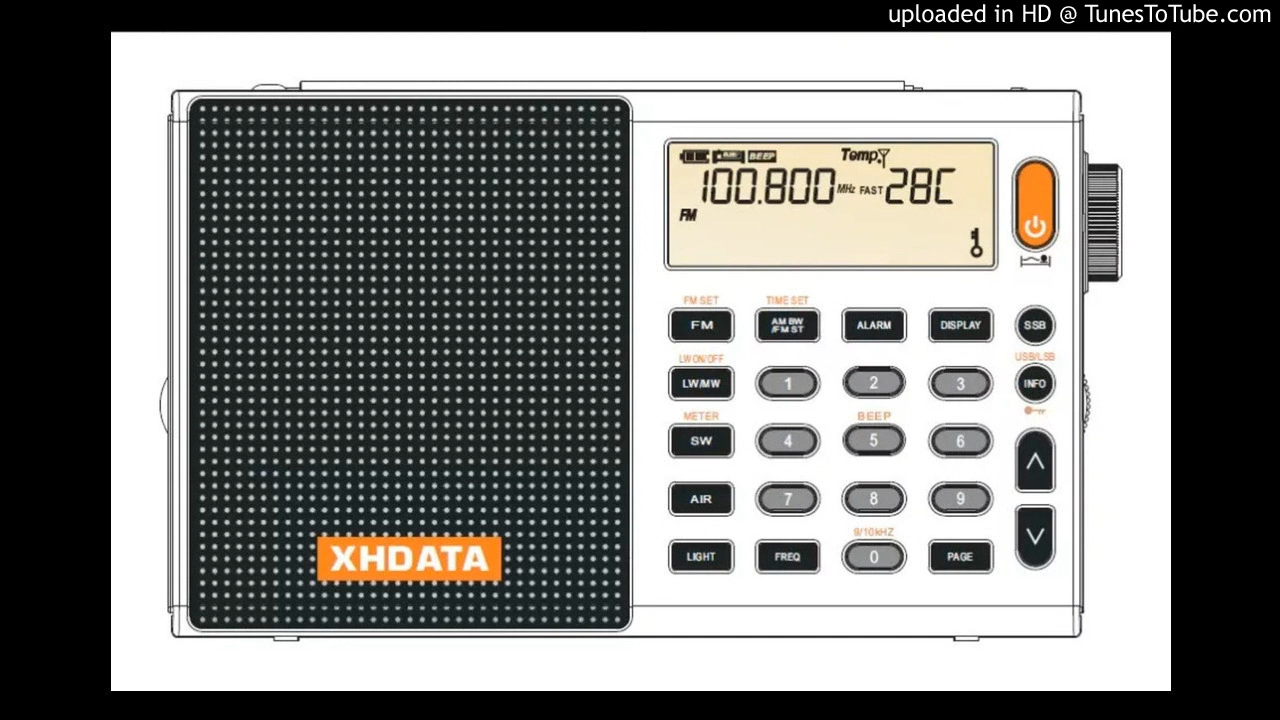 uploaded in HD @ TunesToTube.com
BEEP Temp.
100.800 MHz FAST 28C
FM
FM SET TIME SET
FM AM BW /FM ST ALARM DISPLAY SSB
LW ON/OFF USB/LSB
LW/MW 1 2 3 INFO
METER BEEP
SW 4 5 6
AIR 7 8 9
9/10kHZ
LIGHT FREQ 0 PAGE
XHDATA